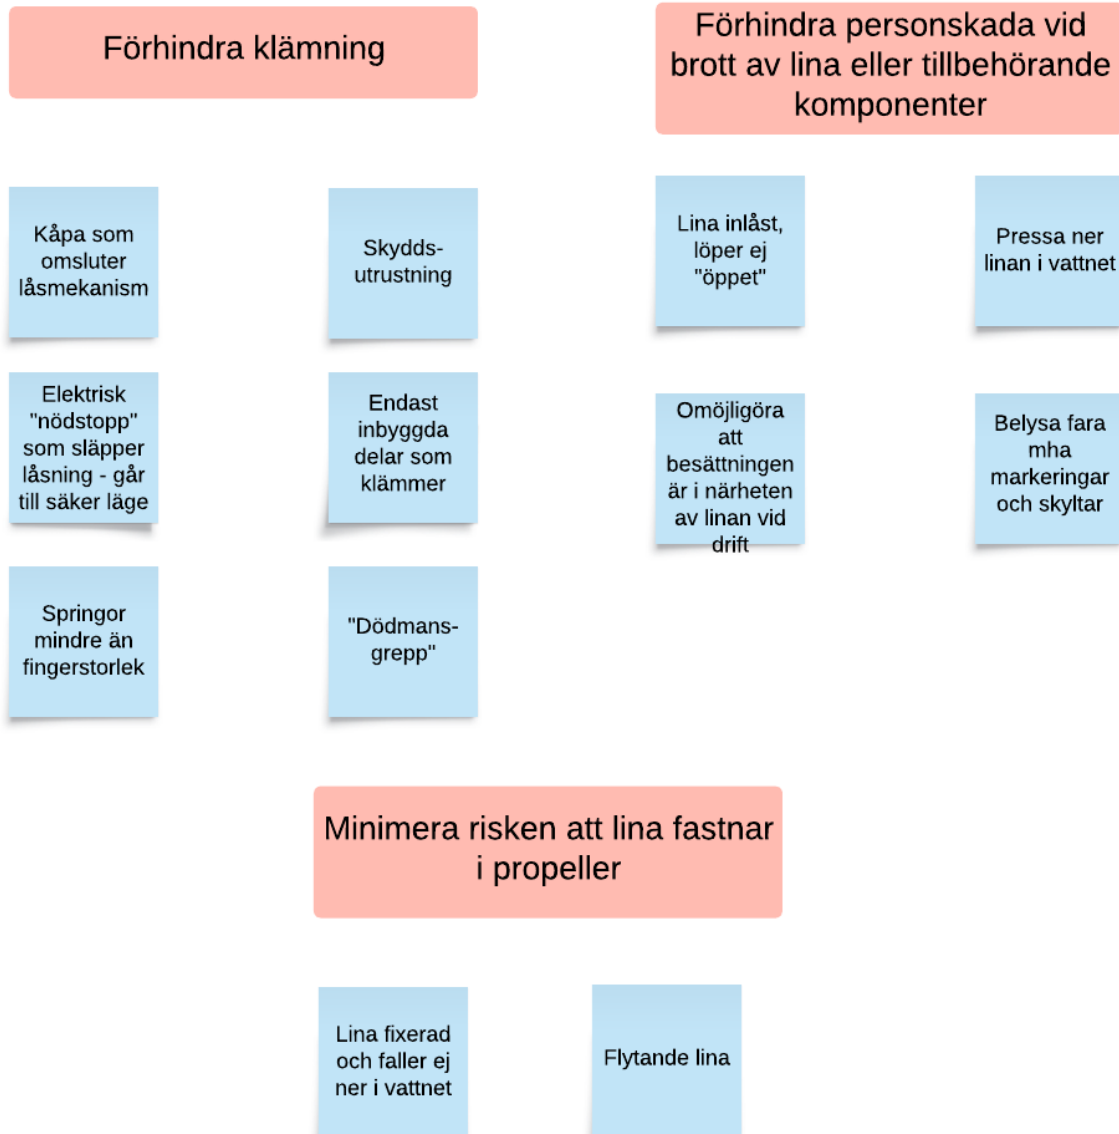 Förhindra klämning
Förhindra personskada vid
brott av lina eller tillbehörande
komponenter
Kåpa som
omsluter
låsmekanism
Skydds-
utrustning
Lina inlåst,
löper ej
"öppet"
Pressa ner
linan i vattnet
Elektrisk
"nödstopp"
som släpper
låsning - går
till säker läge
Endast
inbyggda
delar som
klämmer
Omöjligöra
att
besättningen
är i närheten
av linan vid
drift
Belysa fara
mha
markeringar
och skyltar
Springor
mindre än
fingerstorlek
"Dödmans-
grepp"
Minimera risken att lina fastnar
i propeller
Lina fixerad
och faller ej
ner i vattnet
Flytande lina